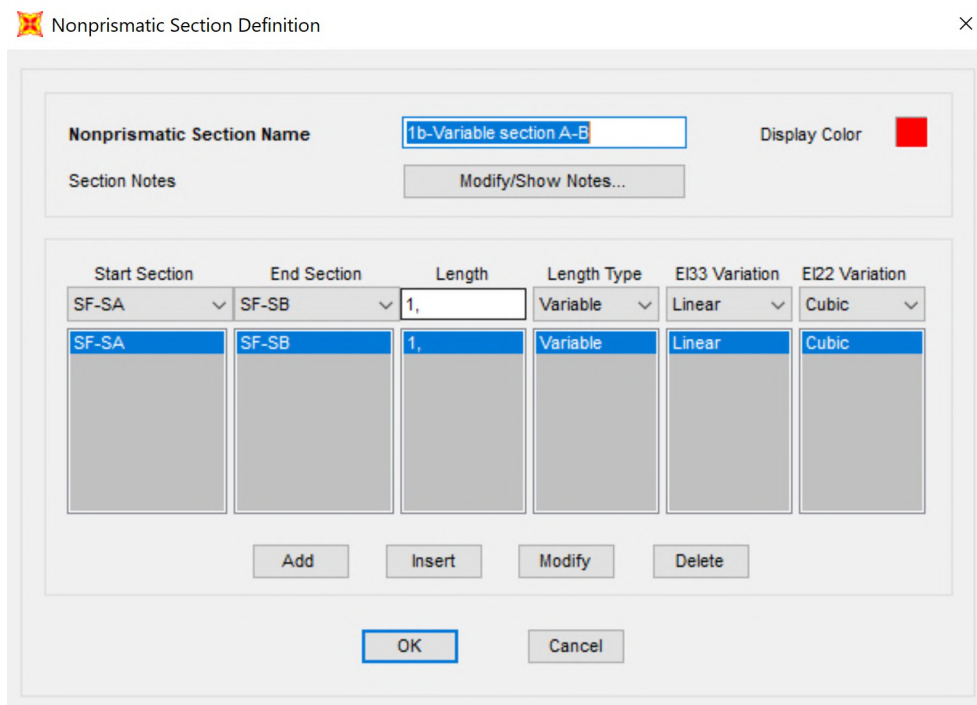 Nonprismatic Section Definition
Nonprismatic Section Name 1b-Variable section A-B Display Color
Section Notes Modify/Show Notes...
Start Section End Section Length Length Type EI33 Variation EI22 Variation
SF-SA SF-SB 1, Variable Linear Cubic
SF-SA SF-SB 1, Variable Linear Cubic
Add Insert Modify Delete
OK Cancel